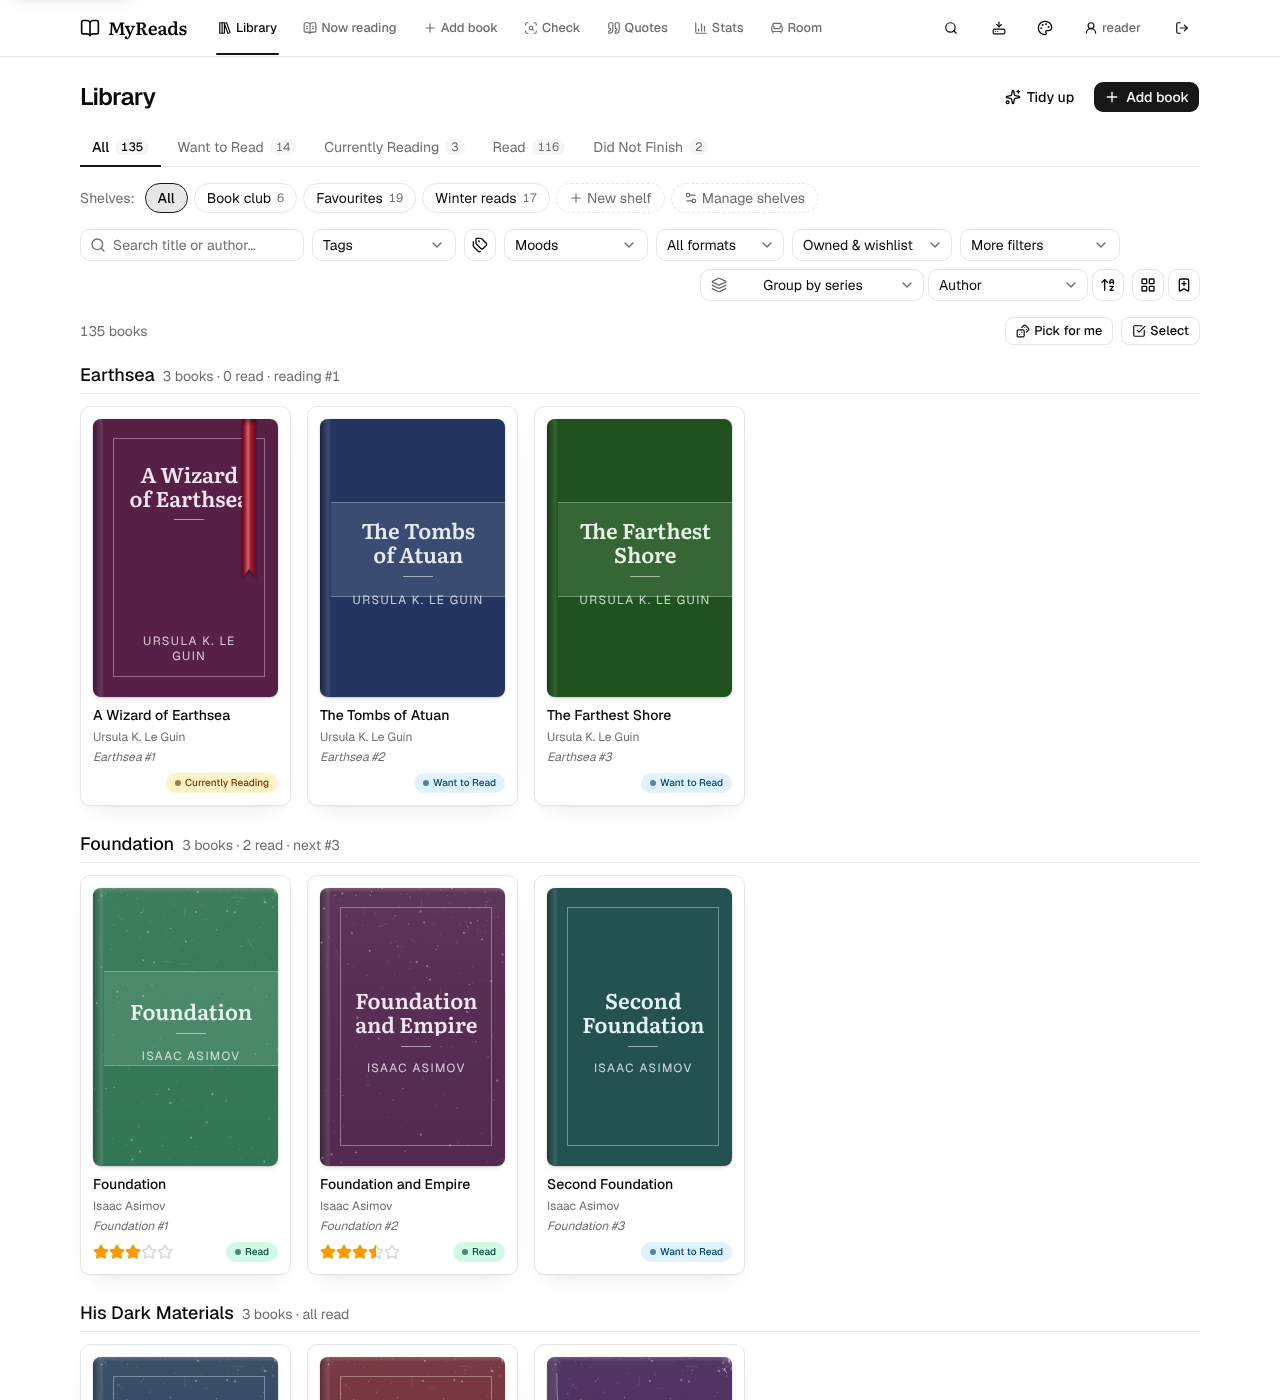 MyReads
Library
Now reading
Add book
Check
Quotes
Stats
Room
reader
Library
Tidy up
Add book
All 135
Want to Read 14
Currently Reading 3
Read 116
Did Not Finish 2
Shelves:
All
Book club 6
Favourites 19
Winter reads 17
New shelf
Manage shelves
Search title or author...
Tags
Moods
All formats
Owned & wishlist
More filters
Group by series
Author
135 books
Pick for me
Select
Earthsea 3 books · 0 read · reading #1
A Wizard
of Earthsea
URSULA K. LE
GUIN
A Wizard of Earthsea
Ursula K. Le Guin
Earthsea #1
Currently Reading
The Tombs
of Atuan
URSULA K. LE GUIN
The Tombs of Atuan
Ursula K. Le Guin
Earthsea #2
Want to Read
The Farthest
Shore
URSULA K. LE GUIN
The Farthest Shore
Ursula K. Le Guin
Earthsea #3
Want to Read
Foundation 3 books · 2 read · next #3
Foundation
ISAAC ASIMOV
Foundation
Isaac Asimov
Foundation #1
Read
Foundation
and Empire
ISAAC ASIMOV
Foundation and Empire
Isaac Asimov
Foundation #2
Read
Second
Foundation
ISAAC ASIMOV
Second Foundation
Isaac Asimov
Foundation #3
Want to Read
His Dark Materials 3 books · all read